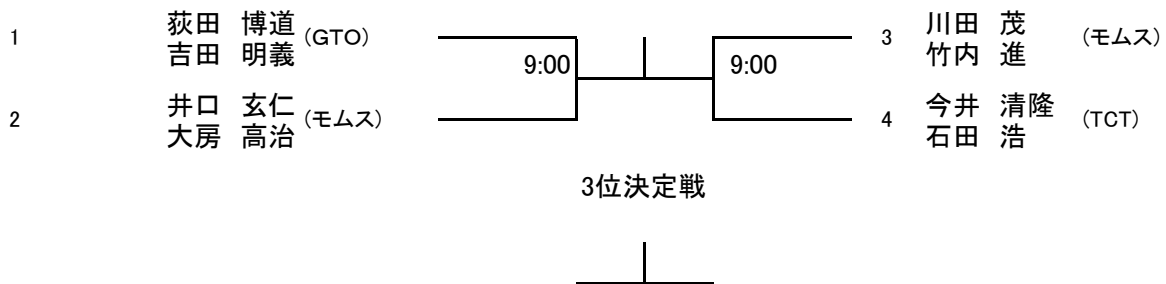 1 荻田 博道 (GTO) 3 川田 茂 (モムス)
吉田 明義 竹内 進
9:00 9:00
2 井口 玄仁 (モムス) 4 今井 清隆 (TCT)
大房 高治 石田 浩
3位決定戦